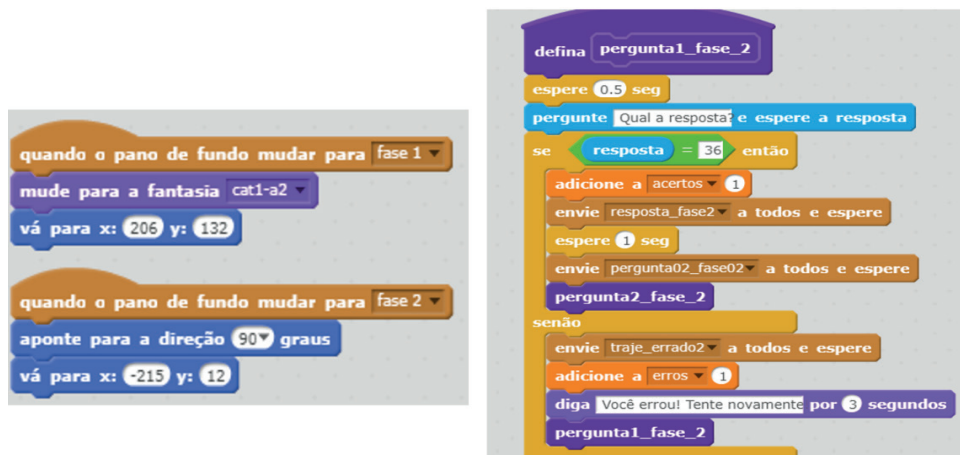 quando o pano de fundo mudar para fase 1
mude para a fantasia cat1-a2
vá para x: 206 y: 132
quando o pano de fundo mudar para fase 2
aponte para a direção 90 graus
vá para x: -215 y: 12
defina pergunta1_fase_2
espere 0.5 seg
pergunte Qual a resposta? e espere a resposta
se resposta = 36 então
adicione a acertos 1
envie resposta_fase2 a todos e espere
espere 1 seg
envie pergunta02_fase02 a todos e espere
pergunta2_fase_2
senão
envie traje_errado2 a todos e espere
adicione a erros 1
diga Você errou! Tente novamente por 3 segundos
pergunta1_fase_2